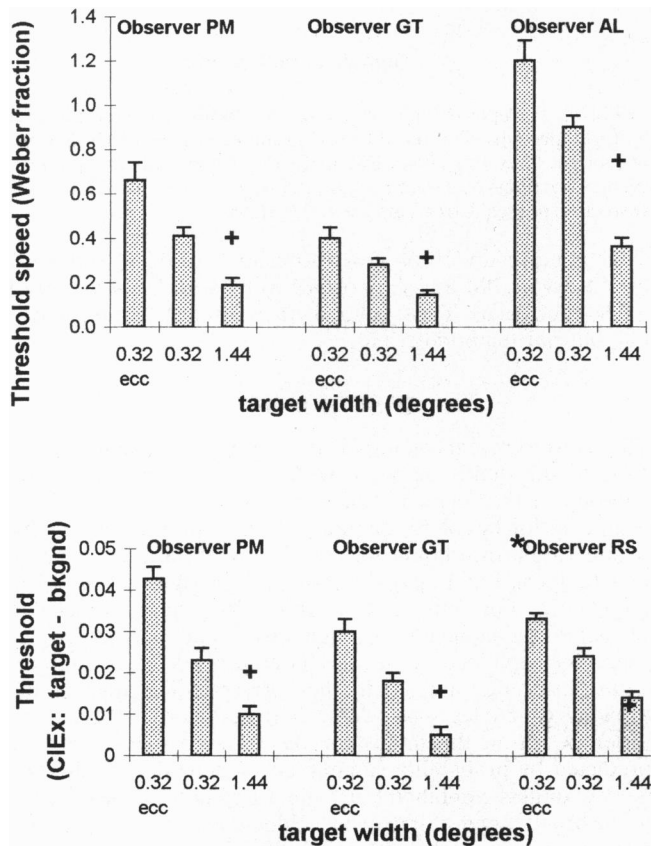 Observer PM Observer GT Observer AL
Threshold speed (Weber fraction)
1.4
1.2
1.0
0.8
0.6
0.4
0.2
0.0
+ + +
0.32 0.32 1.44 0.32 0.32 1.44 0.32 0.32 1.44
ecc ecc ecc
target width (degrees)
Observer PM Observer GT *Observer RS
Threshold
(CIEx: target - bkgnd)
0.05
0.04
0.03
0.02
0.01
0
+ + +
0.32 0.32 1.44 0.32 0.32 1.44 0.32 0.32 1.44
ecc ecc ecc
target width (degrees)